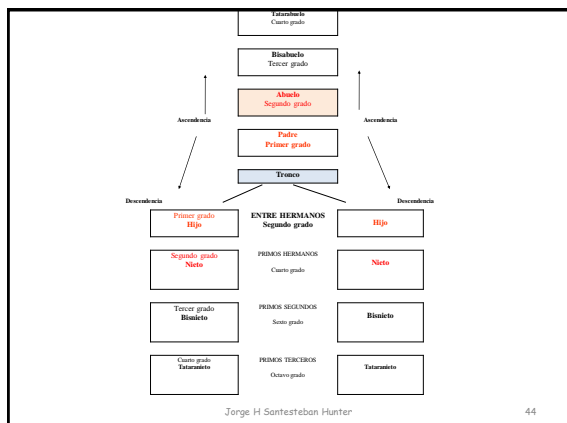 Tatarabuelo
Cuarto grado
Bisabuelo
Tercer grado
Abuelo
Segundo grado
Ascendencia
Ascendencia
Padre
Primer grado
Tronco
Descendencia
Descendencia
Primer grado
Hijo
ENTRE HERMANOS
Segundo grado
Hijo
Segundo grado
Nieto
PRIMOS HERMANOS
Cuarto grado
Nieto
Tercer grado
Bisnieto
PRIMOS SEGUNDOS
Sexto grado
Bisnieto
Cuarto grado
Tataranieto
PRIMOS TERCEROS
Octavo grado
Tataranieto
Jorge H Santesteban Hunter
44